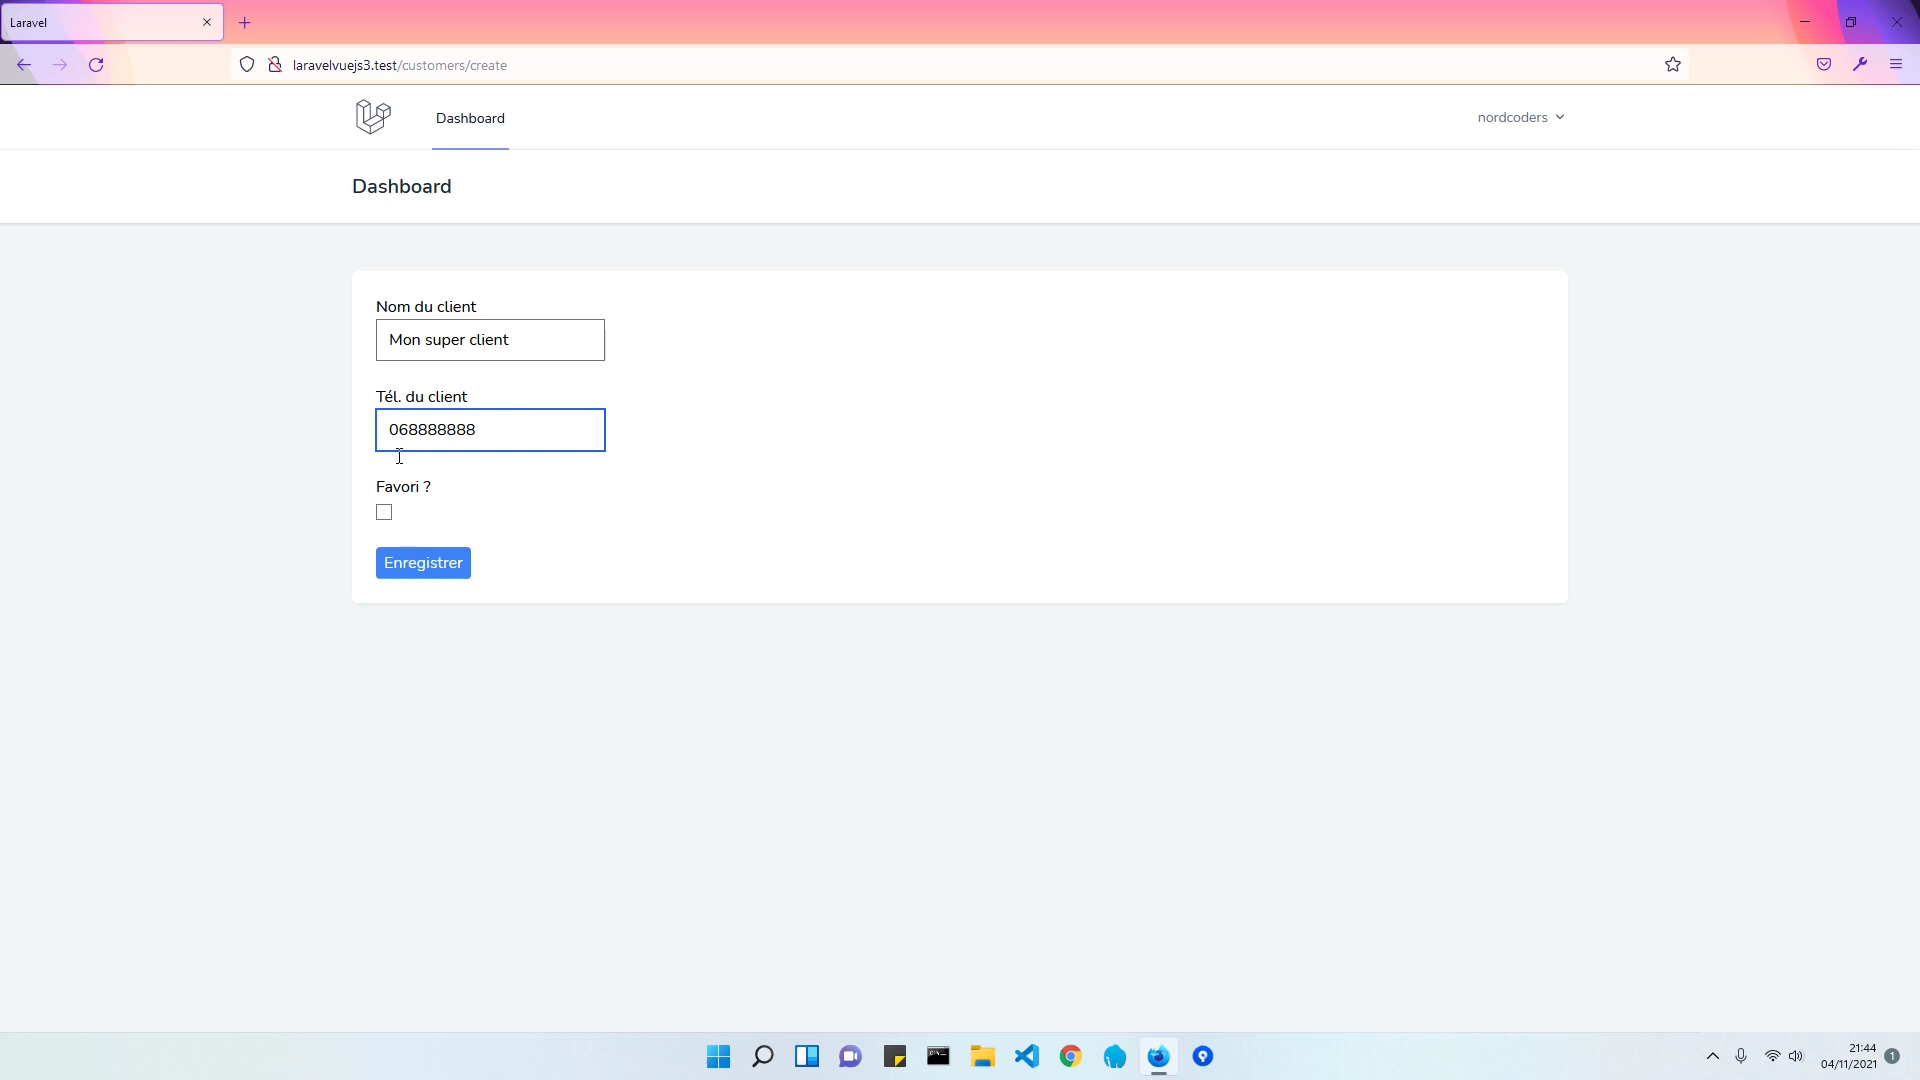 Laravel
laravelvuejs3.test/customers/create
Dashboard
nordcoders
Dashboard
Nom du client
Mon super client
Tél. du client
068888888
Favori ?
Enregistrer
21:44
04/11/2021
1